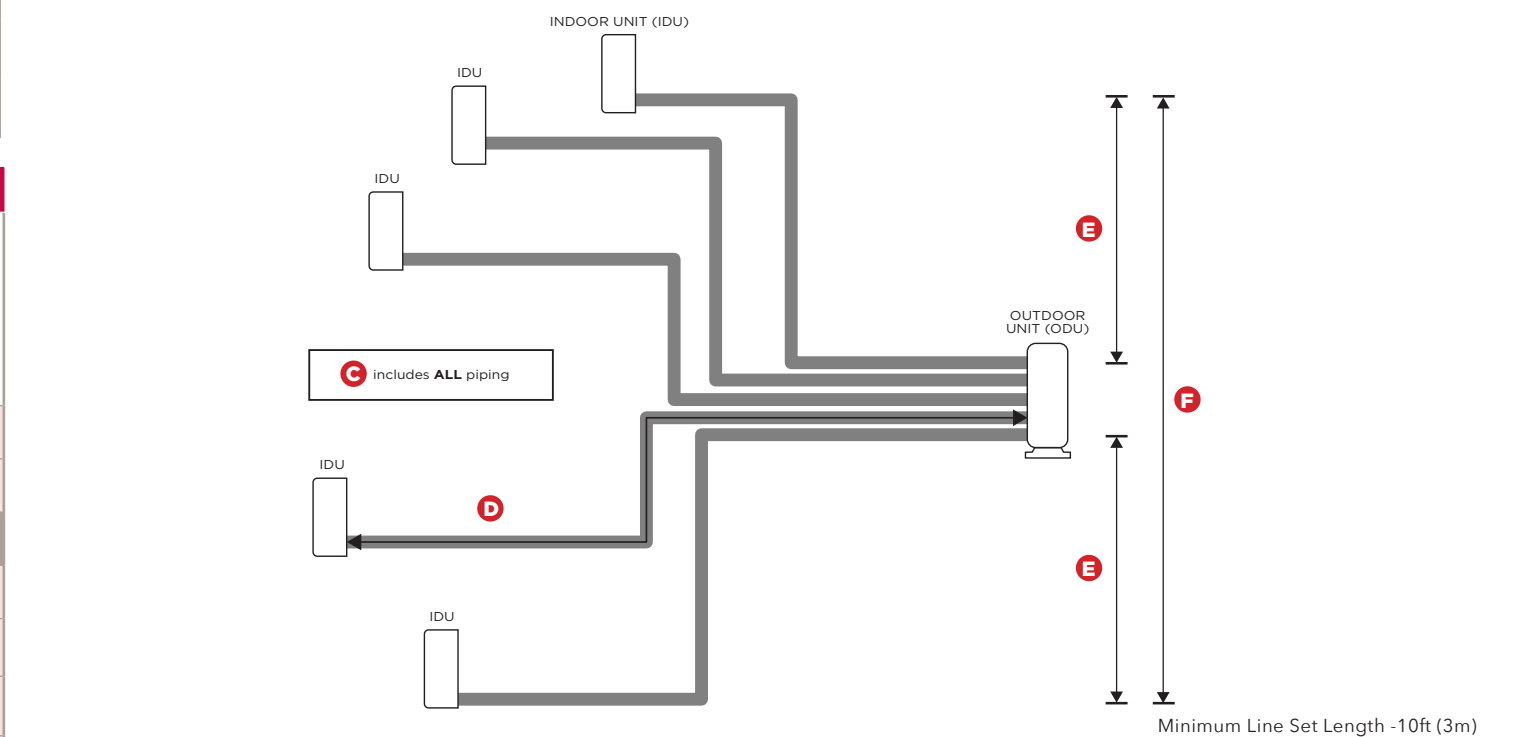 INDOOR UNIT (IDU)
IDU
IDU
E
OUTDOOR
UNIT (ODU)
C includes ALL piping
F
IDU
D
E
IDU
Minimum Line Set Length -10ft (3m)